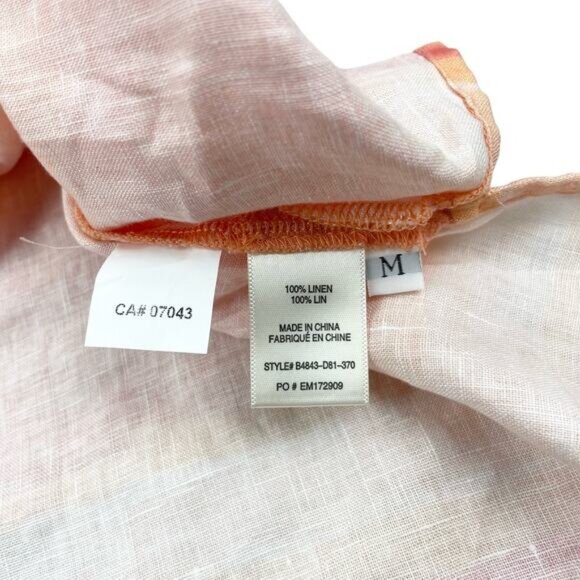 CA# 07043
100% LINEN
100% LIN
MADE IN CHINA
FABRIQUÉ EN CHINE
STYLE# B4843-D81-370
PO # EM172909
M